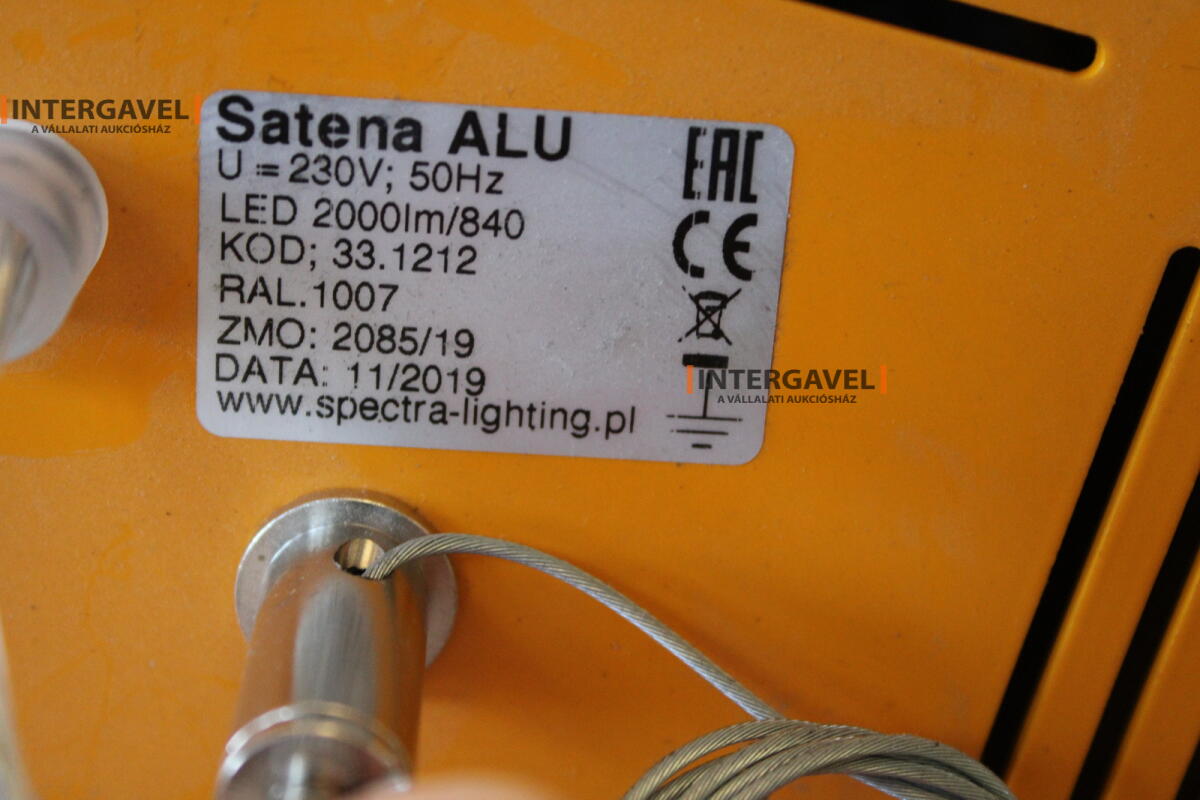 INTERGAVEL
A VÁLLALATI AUKCIÓSHÁZ
Satena ALU
U = 230V; 50Hz
LED 2000lm/840
KOD; 33.1212
RAL.1007
ZMO: 2085/19
DATA: 11/2019
www.spectra-lighting.pl
EAC
CE
INTERGAVEL
A VÁLLALATI AUKCIÓSHÁZ